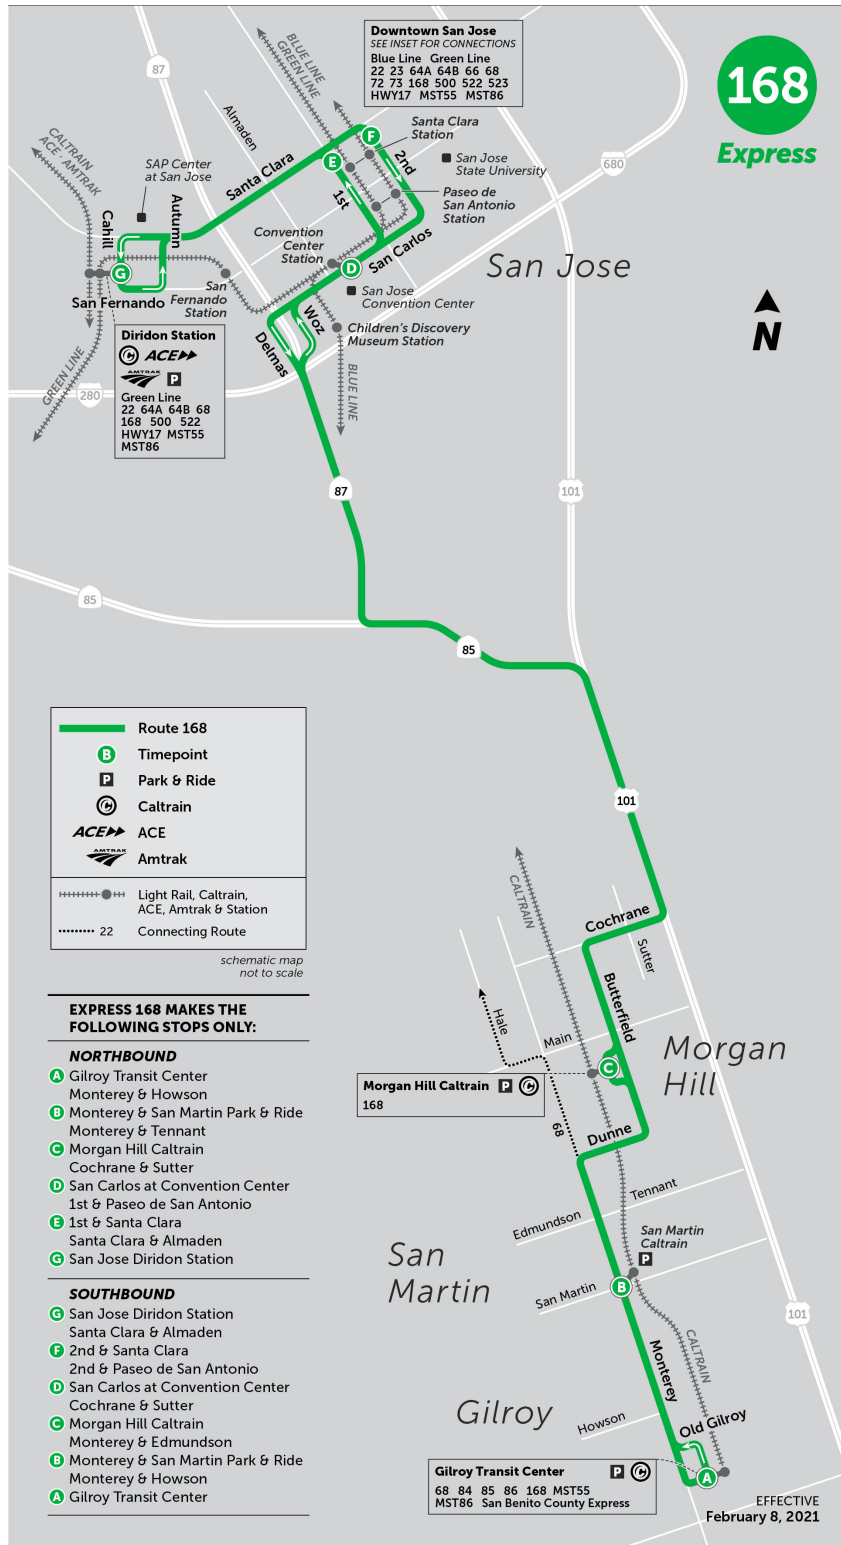 Downtown San Jose
SEE INSET FOR CONNECTIONS
Blue Line Green Line
22 23 64A 64B 66 68
72 73 168 500 522 523
HWY17 MST55 MST86
168
Express
BLUE LINE
GREEN LINE
87
Almaden
CALTRAIN
ACE · AMTRAK
SAP Center
at San Jose
Santa Clara
F
E
2nd
1st
Santa Clara
Station
San Jose
State University
680
Paseo de
San Antonio
Station
Cahill
Autumn
Convention
Center
Station
San Carlos
D
G
San Fernando
San
Fernando
Station
San Jose
Convention Center
San Jose
Woz
Delmas
Children's Discovery
Museum Station
N
Diridon Station
C ACE
AMTRAK P
Green Line
22 64A 64B 68
168 500 522
HWY17 MST55
MST86
GREEN LINE
280
BLUE LINE
87
101
85
85
Route 168
B Timepoint
P Park & Ride
C Caltrain
ACE ACE
AMTRAK Amtrak
Light Rail, Caltrain,
ACE, Amtrak & Station
22 Connecting Route
schematic map
not to scale
101
CALTRAIN
Cochrane
Sutter
Butterfield
Hale
Main
Morgan
Hill
C
Morgan Hill Caltrain P C
168
68
Dunne
Tennant
Edmundson
San Martin
Caltrain
P
San
Martin
San Martin
B
101
CALTRAIN
Monterey
Gilroy
Howson
Old Gilroy
A
Gilroy Transit Center P C
68 84 85 86 168 MST55
MST86 San Benito County Express
EFFECTIVE
February 8, 2021
EXPRESS 168 MAKES THE
FOLLOWING STOPS ONLY:
NORTHBOUND
A Gilroy Transit Center
Monterey & Howson
B Monterey & San Martin Park & Ride
Monterey & Tennant
C Morgan Hill Caltrain
Cochrane & Sutter
D San Carlos at Convention Center
1st & Paseo de San Antonio
E 1st & Santa Clara
Santa Clara & Almaden
G San Jose Diridon Station
SOUTHBOUND
G San Jose Diridon Station
Santa Clara & Almaden
F 2nd & Santa Clara
2nd & Paseo de San Antonio
D San Carlos at Convention Center
Cochrane & Sutter
C Morgan Hill Caltrain
Monterey & Edmundson
B Monterey & San Martin Park & Ride
Monterey & Howson
A Gilroy Transit Center